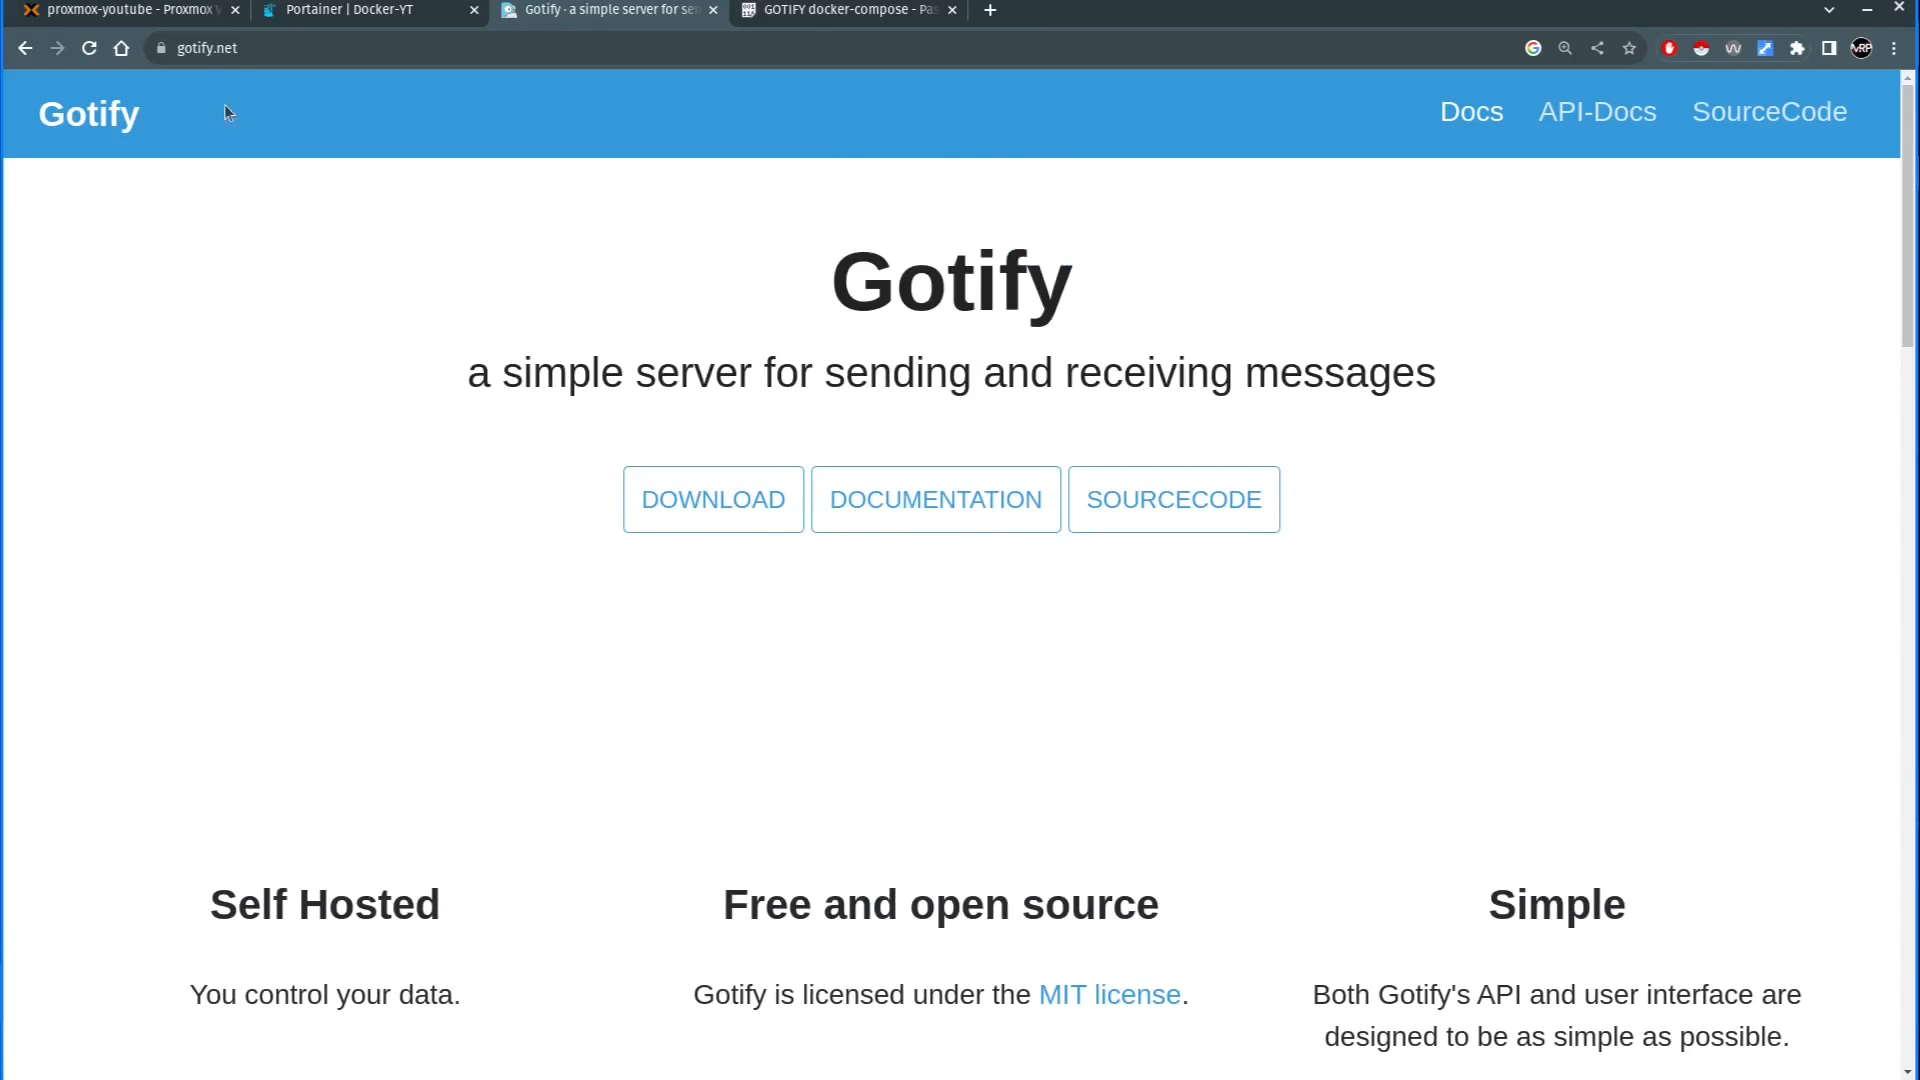 proxmox-youtube - Proxmox
Portainer | Docker-YT
Gotify · a simple server for
GOTIFY docker-compose -
gotify.net
VRP
Gotify
Docs
API-Docs
SourceCode
Gotify
a simple server for sending and receiving messages
DOWNLOAD
DOCUMENTATION
SOURCECODE
Self Hosted
Free and open source
Simple
You control your data.
Gotify is licensed under the MIT license.
Both Gotify's API and user interface are
designed to be as simple as possible.